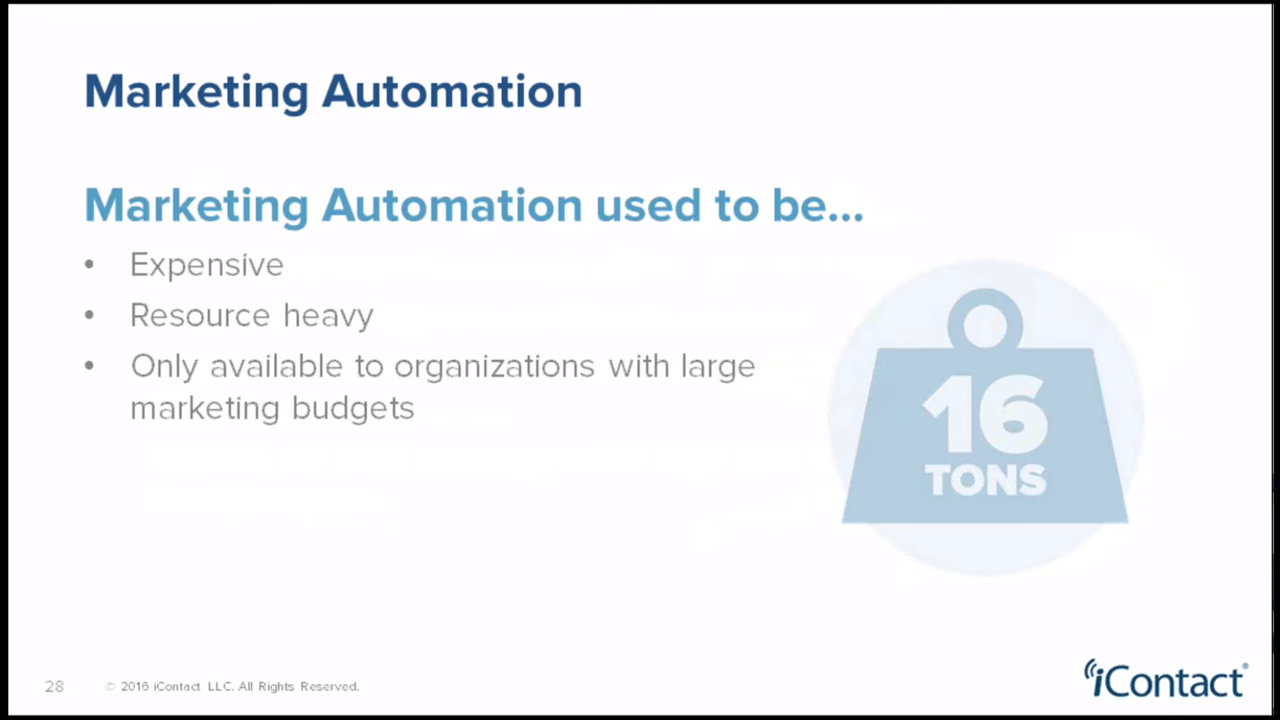 Marketing Automation
Marketing Automation used to be...
• Expensive
• Resource heavy
• Only available to organizations with large
marketing budgets
16
TONS
28 © 2016 iContact LLC. All Rights Reserved.
iContact®